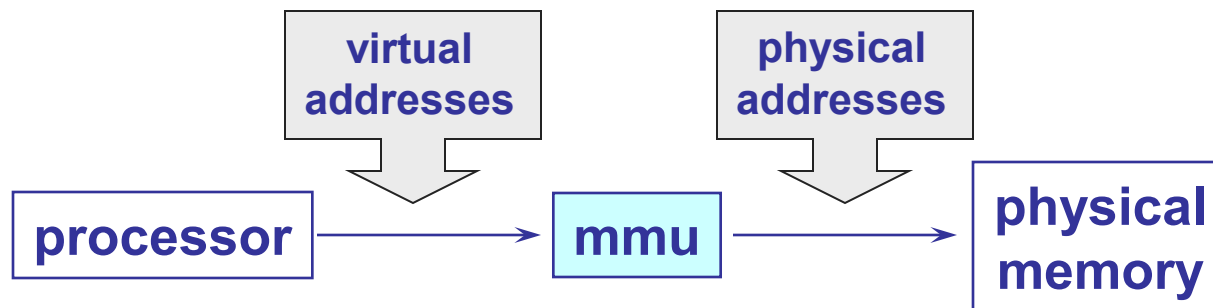 virtual
addresses
physical
addresses
processor
mmu
physical
memory